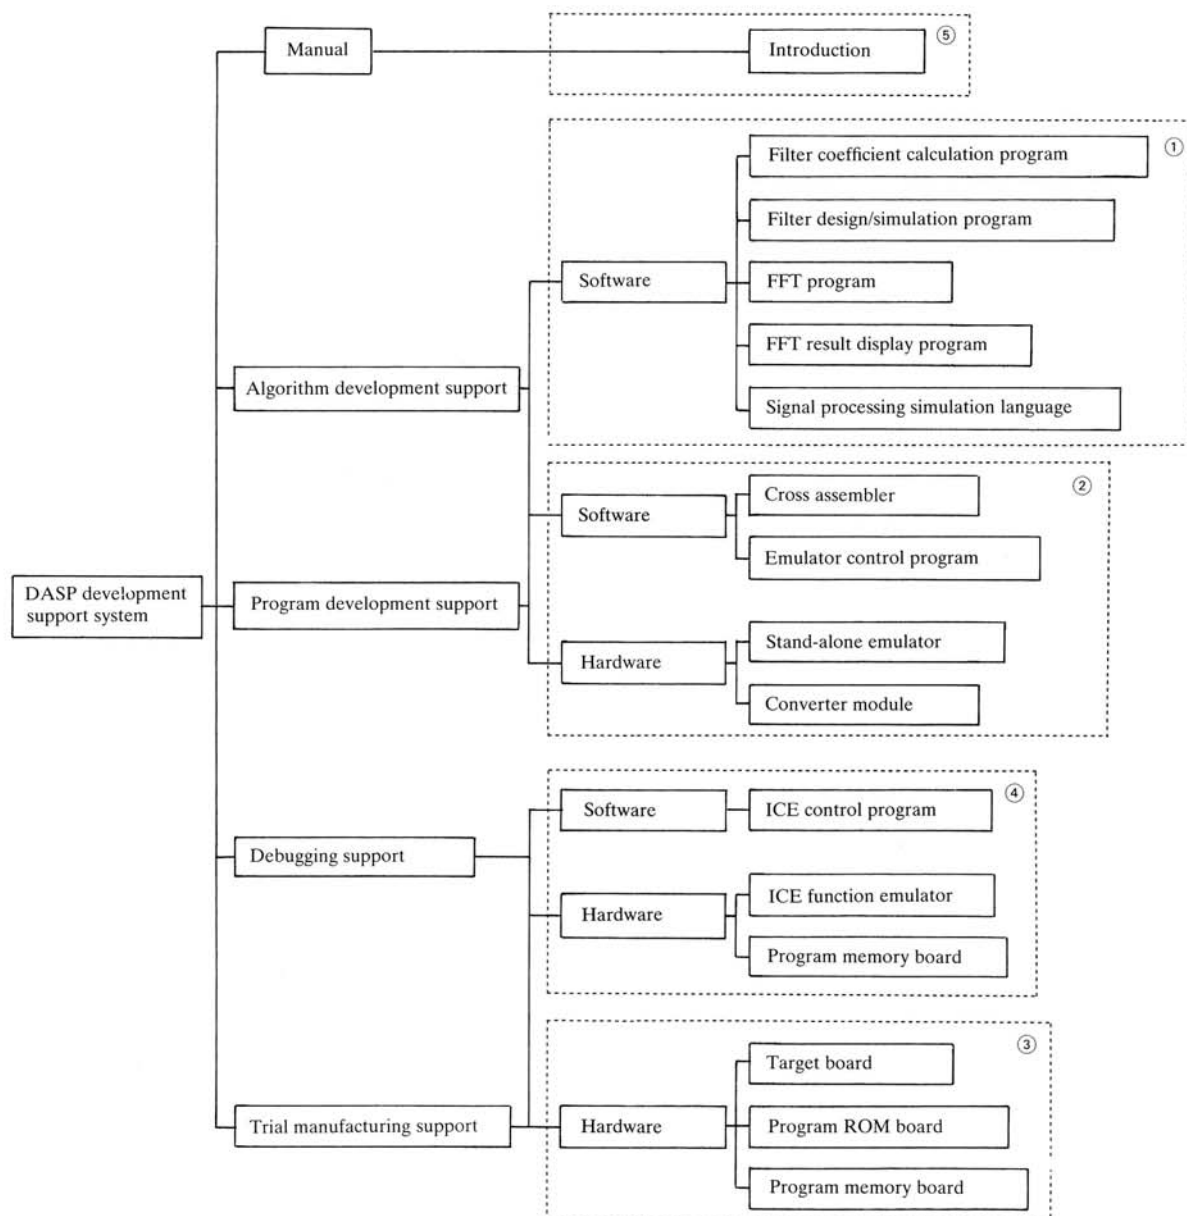 Manual
Introduction
⑤
Filter coefficient calculation program
①
Filter design/simulation program
Software
FFT program
FFT result display program
Algorithm development support
Signal processing simulation language
Cross assembler
②
Software
Emulator control program
DASP development
support system
Program development support
Stand-alone emulator
Hardware
Converter module
Software
ICE control program
④
Debugging support
ICE function emulator
Hardware
Program memory board
Target board
③
Trial manufacturing support
Hardware
Program ROM board
Program memory board